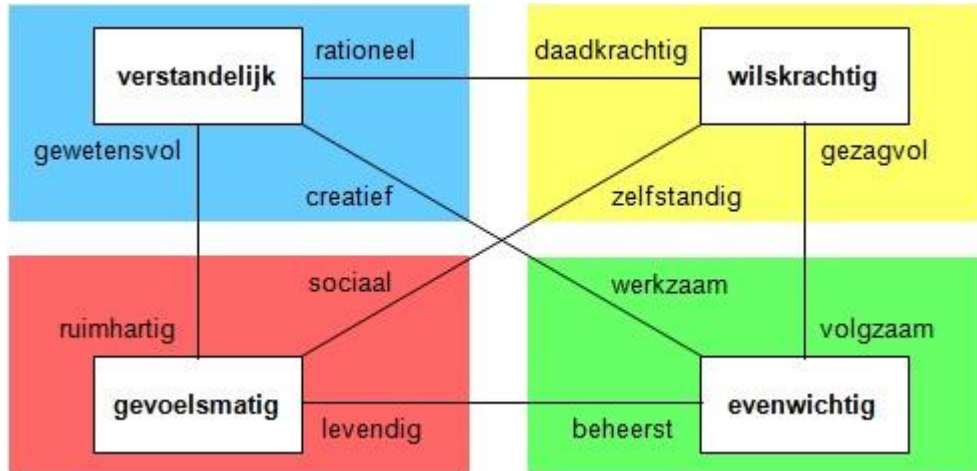 rationeel
daadkrachtig
verstandelijk
wilskrachtig
gewetensvol
gezagvol
creatief
zelfstandig
sociaal
werkzaam
ruimhartig
volgzaam
gevoelsmatig
evenwichtig
levendig
beheerst